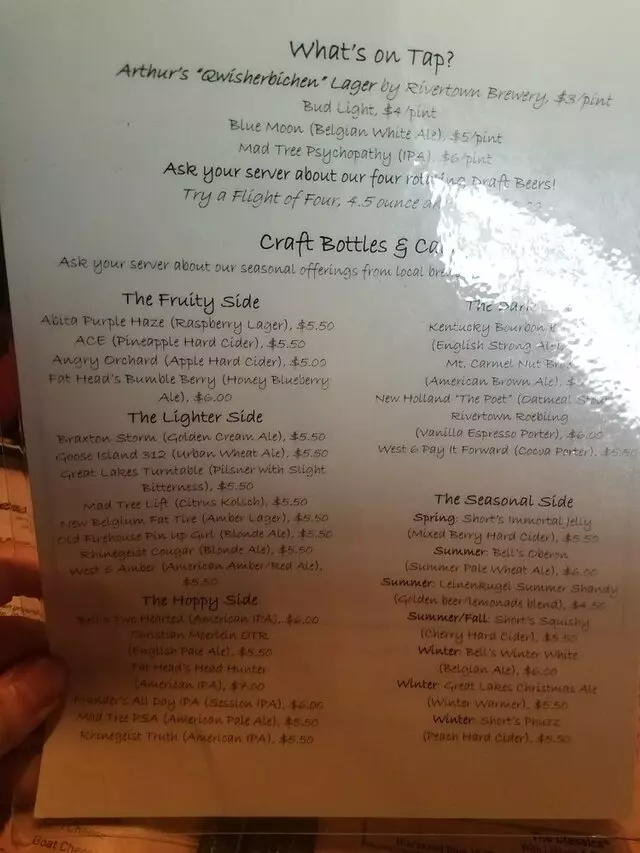 What's on Tap?
Arthur's "Qwisherbichen" Lager by Rivertown Brewery, $3/pint
Bud Light, $4/pint
Blue Moon (Belgian White Ale), $5/pint
Mad Tree Psychopathy (IPA), $6/pint
Ask your server about our four Draft Beers!
Try a Flight of Four, 4.5 ounce
Craft Bottles &
Ask your server about our seasonal offerings from local
The Fruity Side
Abita Purple Haze (Raspberry Lager), $5.50
ACE (Pineapple Hard Cider), $5.50
Angry Orchard (Apple Hard Cider), $5.00
Fat Head's Bumble Berry (Honey Blueberry
Ale), $6.00
The Lighter Side
Braxton Storm (Golden Cream Ale), $5.50
Goose Island 312 (Urban Wheat Ale), $5.50
Great Lakes Turntable (Pilsner with Slight
Bitterness), $5.50
Mad Tree Lift (Citrus Kolsch), $5.50
New Belgium Fat Tire (Amber Lager), $5.50
Old Firehouse Pin Up Girl (Blonde Ale), $5.50
Rhinegeist Cougar (Blonde Ale), $5.50
West 6 Amber (American Amber/Red Ale),
$5.50
The Hoppy Side
Bell's Two Hearted (American IPA), $6.00
Christian Moerlein OTR
(English Pale Ale), $5.50
Fat Head's Head Hunter
(American IPA), $7.00
Founder's All Day IPA (Session IPA), $6.00
Mad Tree PSA (American Pale Ale), $5.50
Rhinegeist Truth (American IPA), $5.50
The
Kentucky Bourbon
(English Strong
Mt. Carmel Nut
(American Brown Ale),
New Holland "The Poet" (Oatmeal
Rivertown Roebling
(Vanilla Espresso Porter), $6.00
West 6 Pay It Forward (Cocoa Porter), $5.50
The Seasonal Side
Spring: Short's Immortal Jelly
(Mixed Berry Hard Cider), $5.50
Summer: Bell's Oberon
(Summer Pale Wheat Ale), $6.00
Summer: Leinenkugel Summer Shandy
(Golden beer/lemonade blend), $4.50
Summer/Fall: Short's Squishy
(Cherry Hard Cider), $5.50
Winter: Bell's Winter White
(Belgian Ale), $6.00
Winter: Great Lakes Christmas Ale
(Winter Warmer), $5.50
Winter: Short's Phuzz
(Peach Hard Cider), $5.50
Boat